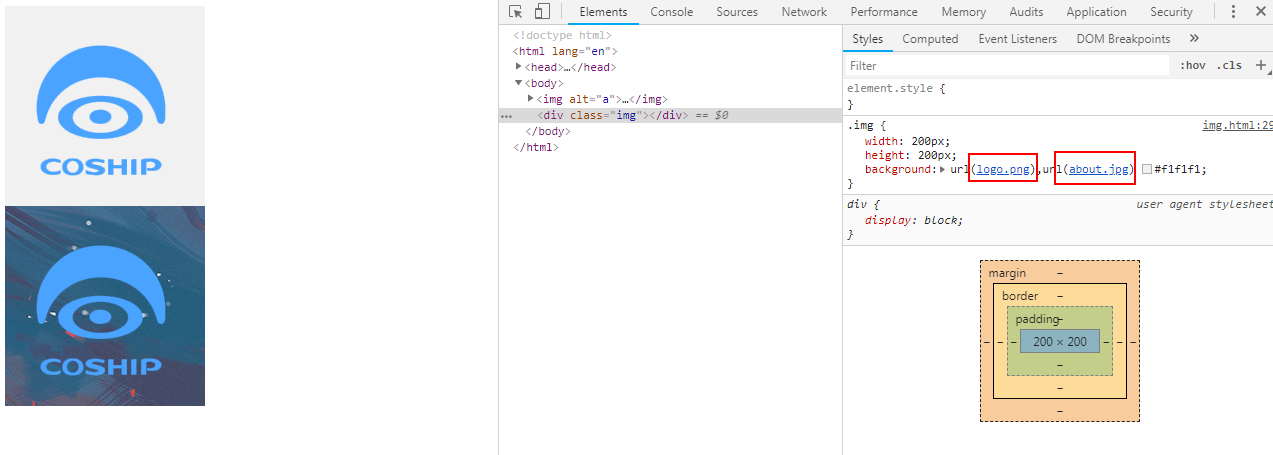 COSHIP
COSHIP
Elements Console Sources Network Performance Memory Audits Application Security
<!doctype html>
<html lang="en">
<head>…</head>
<body>
<img alt="a">…</img>
<div class="img"></div> == $0
</body>
</html>
Styles Computed Event Listeners DOM Breakpoints »
Filter :hov .cls +
element.style {
}
.img { img.html:29
width: 200px;
height: 200px;
background: url(logo.png),url(about.jpg) #f1f1f1;
}
div { user agent stylesheet
display: block;
}
margin –
border –
padding –
– – – 200 × 200 – – –
–
–
–